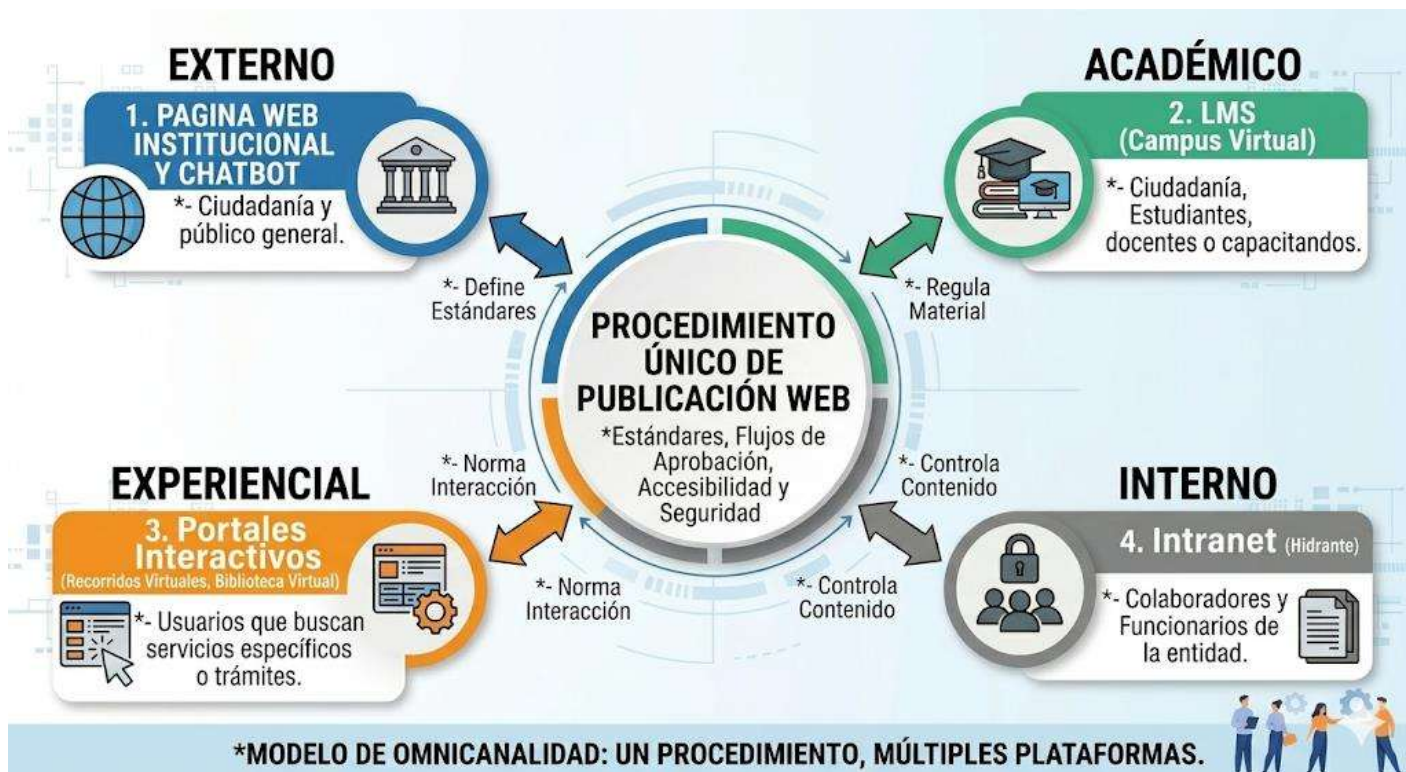 EXTERNO
1. PAGINA WEB
INSTITUCIONAL
Y CHATBOT
*- Ciudadanía y
público general.
ACADÉMICO
2. LMS
(Campus Virtual)
*- Ciudadanía,
Estudiantes,
docentes o capacitandos.
*- Define
Estándares
*- Regula
Material
PROCEDIMIENTO
ÚNICO DE
PUBLICACIÓN WEB
*Estándares, Flujos de
Aprobación,
Accesibilidad y
Seguridad
*- Norma
Interacción
*- Controla
Contenido
EXPERIENCIAL
3. Portales
Interactivos
(Recorridos Virtuales, Biblioteca Virtual)
*- Usuarios que buscan
servicios específicos
o trámites.
*- Norma
Interacción
*- Controla
Contenido
INTERNO
4. Intranet (Hidrante)
*- Colaboradores y
Funcionarios de
la entidad.
*MODELO DE OMNICANALIDAD: UN PROCEDIMIENTO, MÚLTIPLES PLATAFORMAS.